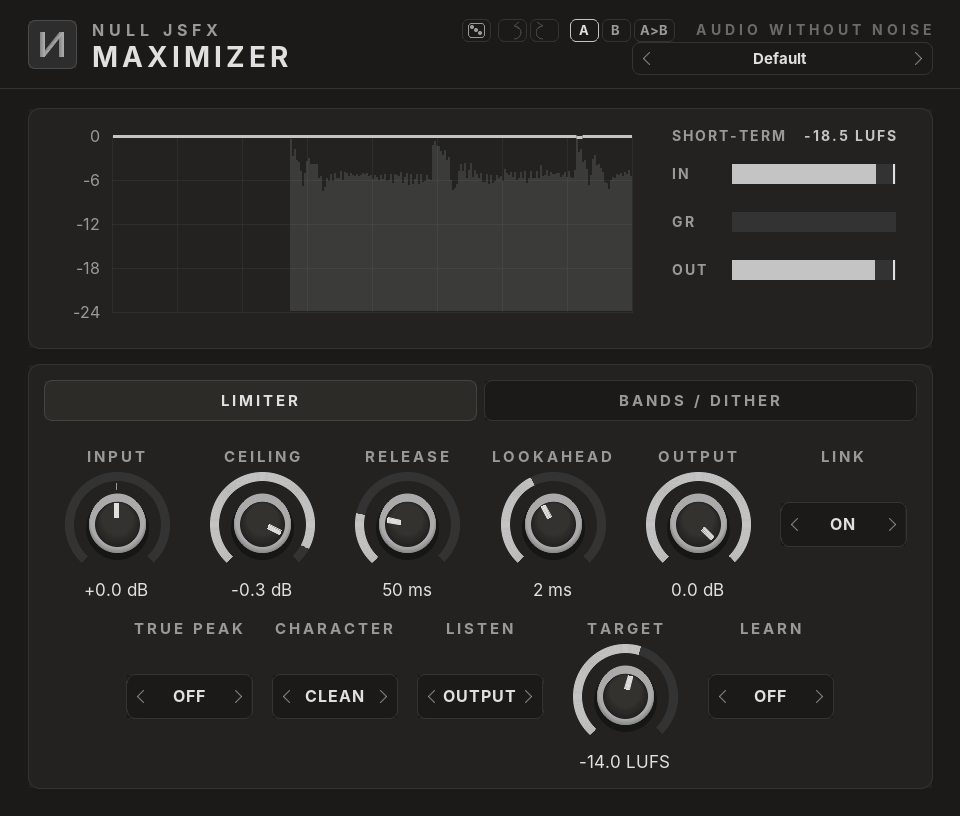 NULL JSFX
MAXIMIZER
A B A>B AUDIO WITHOUT NOISE
Default
0
-6
-12
-18
-24
SHORT-TERM -18.5 LUFS
IN
GR
OUT
LIMITER BANDS / DITHER
INPUT CEILING RELEASE LOOKAHEAD OUTPUT LINK
ON
+0.0 dB -0.3 dB 50 ms 2 ms 0.0 dB
TRUE PEAK CHARACTER LISTEN TARGET LEARN
OFF CLEAN OUTPUT OFF
-14.0 LUFS